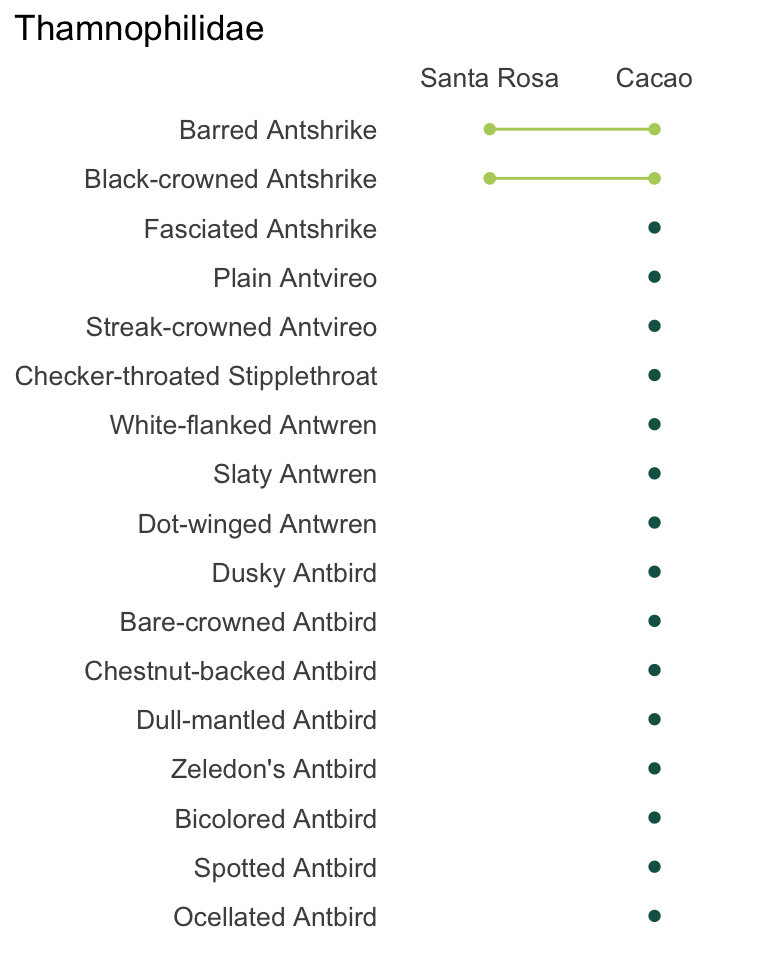 Thamnophilidae
Santa Rosa Cacao
Barred Antshrike
Black-crowned Antshrike
Fasciated Antshrike
Plain Antvireo
Streak-crowned Antvireo
Checker-throated Stipplethroat
White-flanked Antwren
Slaty Antwren
Dot-winged Antwren
Dusky Antbird
Bare-crowned Antbird
Chestnut-backed Antbird
Dull-mantled Antbird
Zeledon's Antbird
Bicolored Antbird
Spotted Antbird
Ocellated Antbird